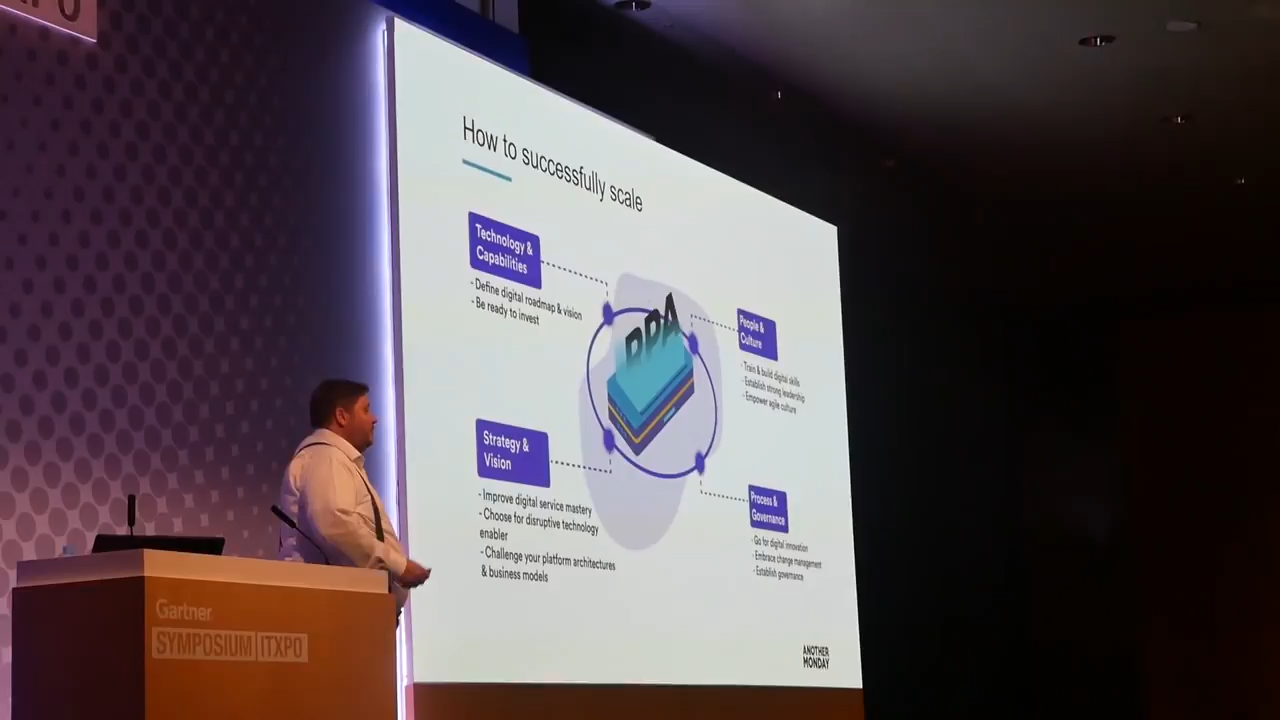 How to successfully scale
Technology &
Capabilities
- Define digital roadmap & vision
- Be ready to invest
RPA
People &
Culture
- Train & build digital skills
- Establish strong leadership
- Empower agile culture
Strategy &
Vision
- Improve digital service mastery
- Choose for disruptive technology
enabler
- Challenge your platform architectures
& business models
Process &
Governance
- Go for digital innovation
- Embrace change management
- Establish governance
ANOTHER
MONDAY
Gartner
SYMPOSIUM ITXPO